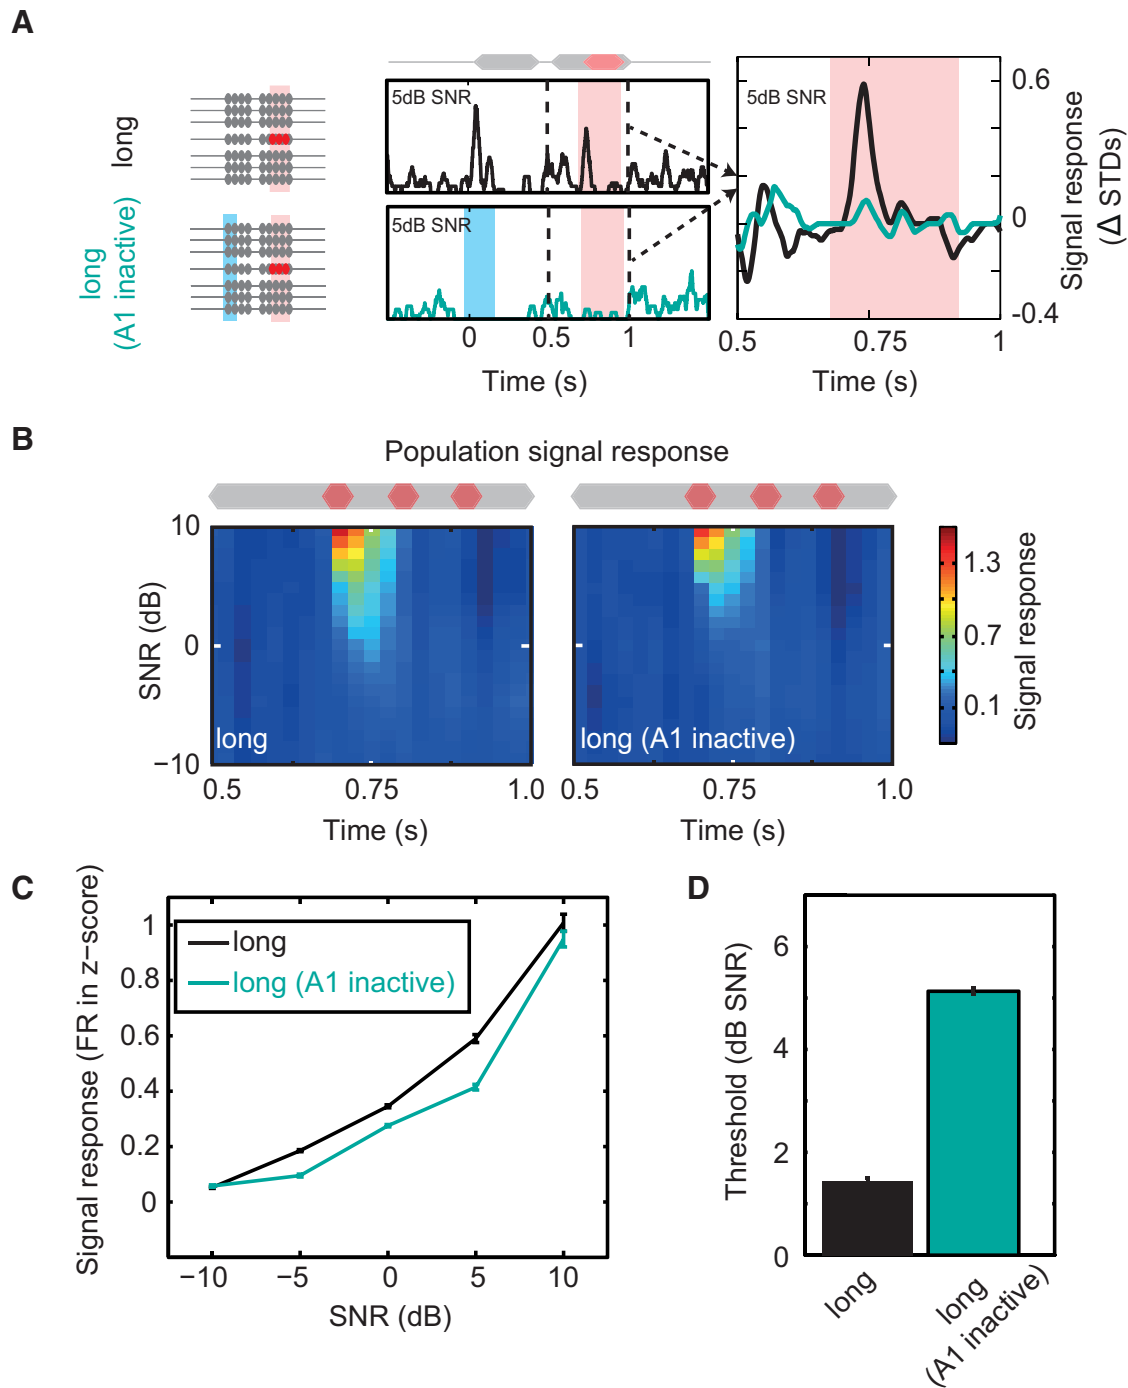 A
long
long
(A1 inactive)
5dB SNR
5dB SNR
0
0.5
1
Time (s)
5dB SNR
0.6
0
-0.4
Signal response
(Δ STDs)
0.5
0.75
1
Time (s)
B
Population signal response
10
0
−10
SNR (dB)
long
0.5
0.75
1.0
Time (s)
long (A1 inactive)
0.5
0.75
1.0
Time (s)
1.3
0.7
0.1
Signal response
C
Signal response (FR in z−score)
1
0.8
0.6
0.4
0.2
0
long
long (A1 inactive)
−10
−5
0
5
10
SNR (dB)
D
Threshold (dB SNR)
6
4
2
0
long
long
(A1 inactive)